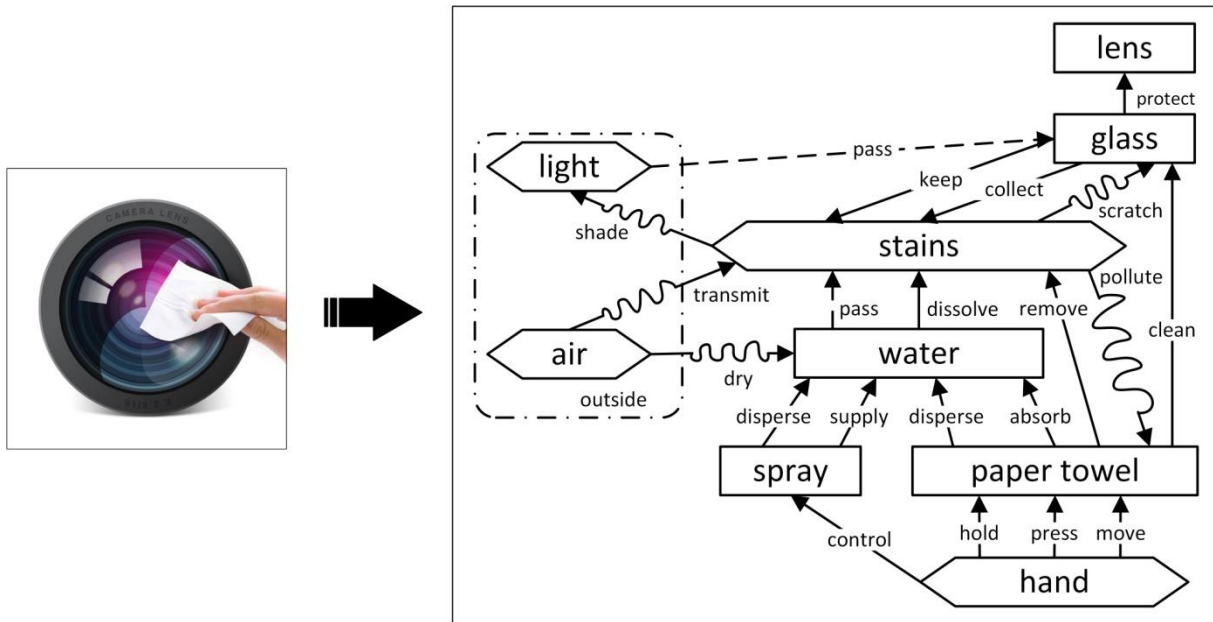 CAMERA LENS
lens
protect
glass
light
pass
keep
collect
scratch
shade
stains
pollute
transmit
pass
dissolve
remove
clean
air
water
dry
outside
disperse
supply
disperse
absorb
spray
paper towel
control
hold
press
move
hand